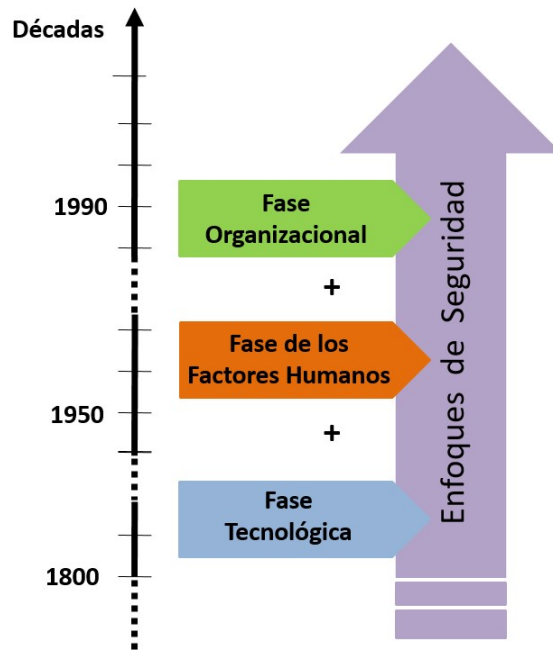 Décadas
1990
Fase
Organizacional
+
Fase de los
Factores Humanos
1950
+
Fase
Tecnológica
1800
Enfoques de Seguridad